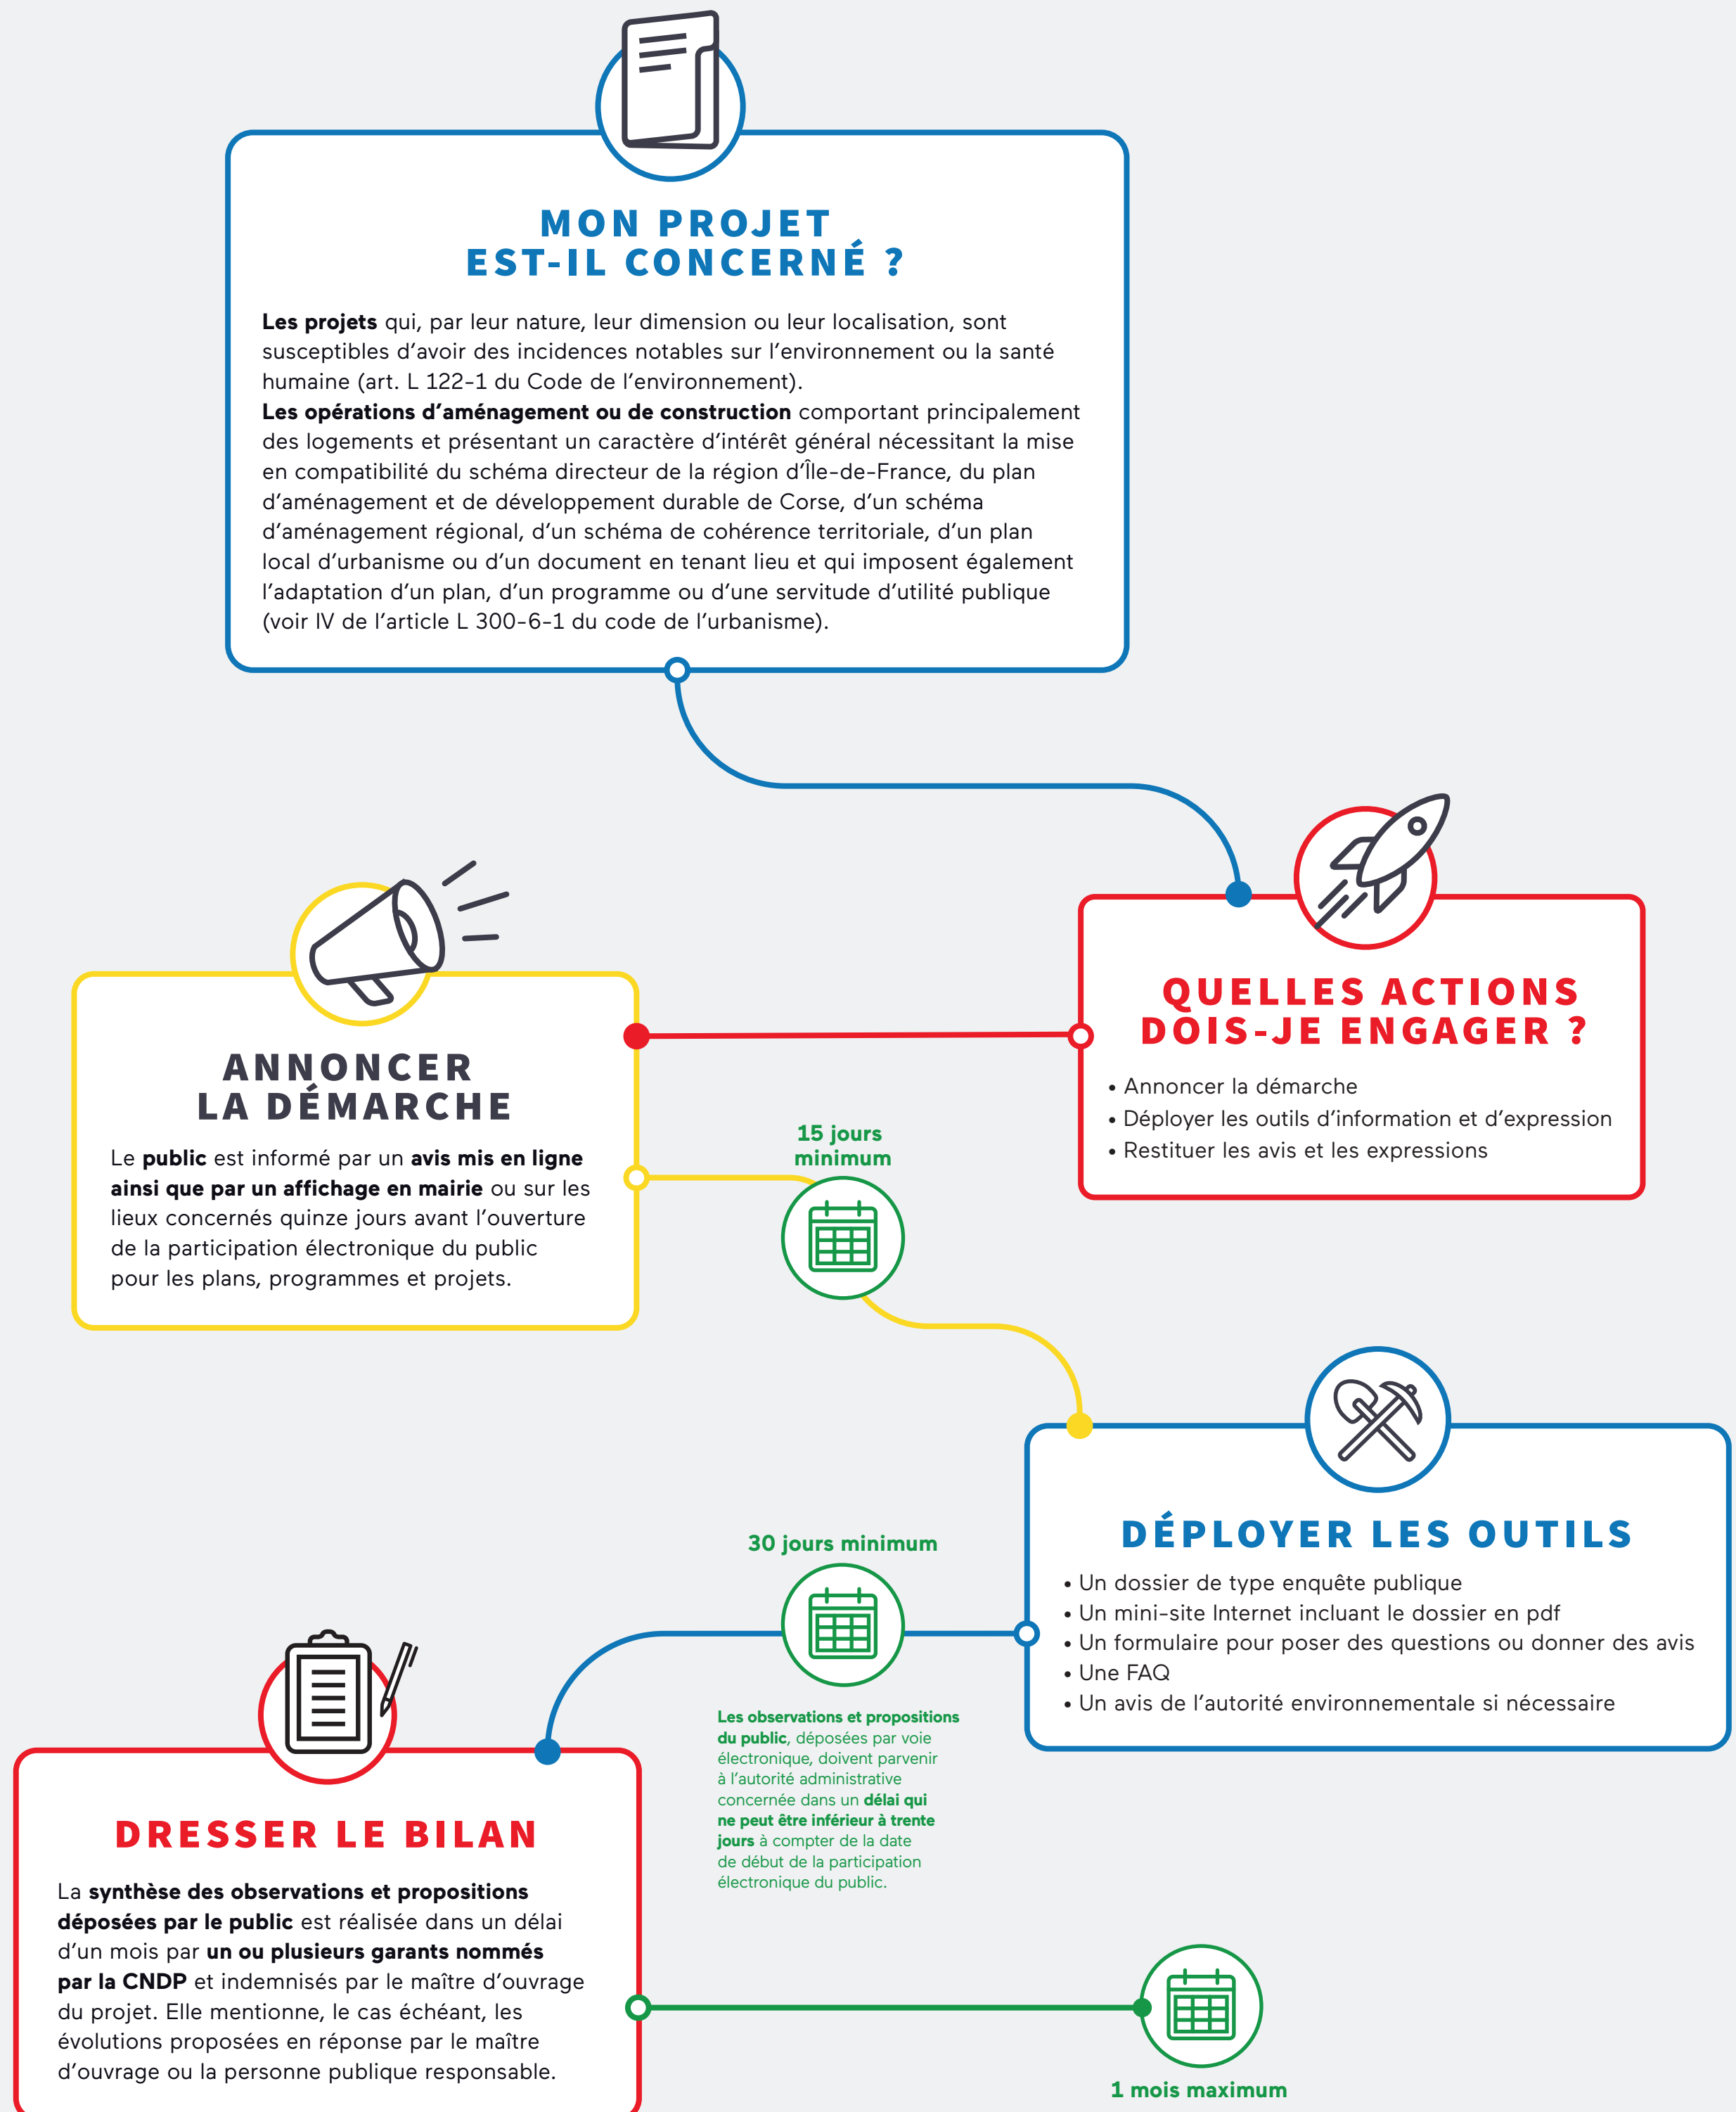 MON PROJET
EST-IL CONCERNÉ ?
Les projets qui, par leur nature, leur dimension ou leur localisation, sont
susceptibles d'avoir des incidences notables sur l'environnement ou la santé
humaine (art. L 122-1 du Code de l'environnement).
Les opérations d'aménagement ou de construction comportant principalement
des logements et présentant un caractère d'intérêt général nécessitant la mise
en compatibilité du schéma directeur de la région d'Île-de-France, du plan
d'aménagement et de développement durable de Corse, d'un schéma
d'aménagement régional, d'un schéma de cohérence territoriale, d'un plan
local d'urbanisme ou d'un document en tenant lieu et qui imposent également
l'adaptation d'un plan, d'un programme ou d'une servitude d'utilité publique
(voir IV de l'article L 300-6-1 du code de l'urbanisme).
QUELLES ACTIONS
DOIS-JE ENGAGER ?
• Annoncer la démarche
• Déployer les outils d'information et d'expression
• Restituer les avis et les expressions
ANNONCER
LA DÉMARCHE
Le public est informé par un avis mis en ligne
ainsi que par un affichage en mairie ou sur les
lieux concernés quinze jours avant l'ouverture
de la participation électronique du public
pour les plans, programmes et projets.
15 jours
minimum
DÉPLOYER LES OUTILS
• Un dossier de type enquête publique
• Un mini-site Internet incluant le dossier en pdf
• Un formulaire pour poser des questions ou donner des avis
• Une FAQ
• Un avis de l'autorité environnementale si nécessaire
30 jours minimum
Les observations et propositions
du public, déposées par voie
électronique, doivent parvenir
à l'autorité administrative
concernée dans un délai qui
ne peut être inférieur à trente
jours à compter de la date
de début de la participation
électronique du public.
DRESSER LE BILAN
La synthèse des observations et propositions
déposées par le public est réalisée dans un délai
d'un mois par un ou plusieurs garants nommés
par la CNDP et indemnisés par le maître d'ouvrage
du projet. Elle mentionne, le cas échéant, les
évolutions proposées en réponse par le maître
d'ouvrage ou la personne publique responsable.
1 mois maximum